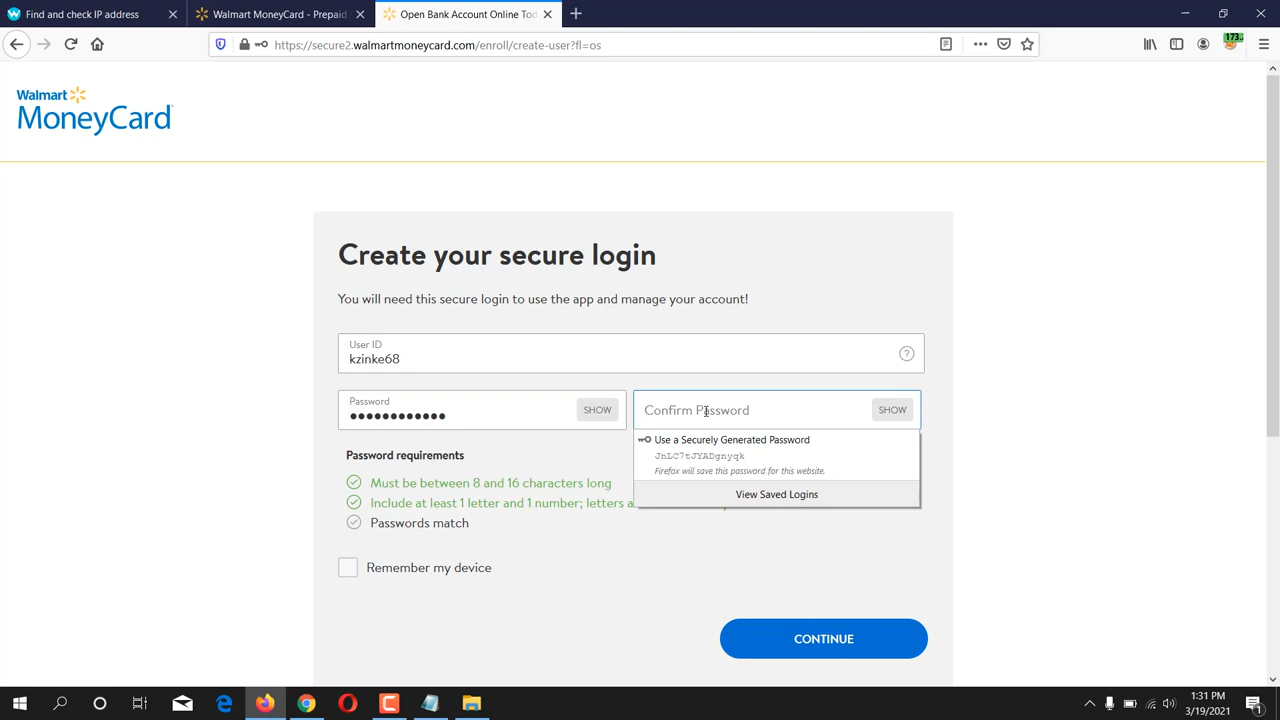 Find and check IP address
Walmart MoneyCard - Prepaid
Open Bank Account Online Tod
https://secure2.walmartmoneycard.com/enroll/create-user?fl=os
173..
Walmart
MoneyCard
Create your secure login
You will need this secure login to use the app and manage your account!
User ID
kzinke68
?
Password
●●●●●●●●●●●●
SHOW
Confirm Password
SHOW
Use a Securely Generated Password
JnLC7tJYADgnyqk
Firefox will save this password for this website.
View Saved Logins
Password requirements
Must be between 8 and 16 characters long
Include at least 1 letter and 1 number; letters
Passwords match
Remember my device
CONTINUE
1:31 PM
3/19/2021
1